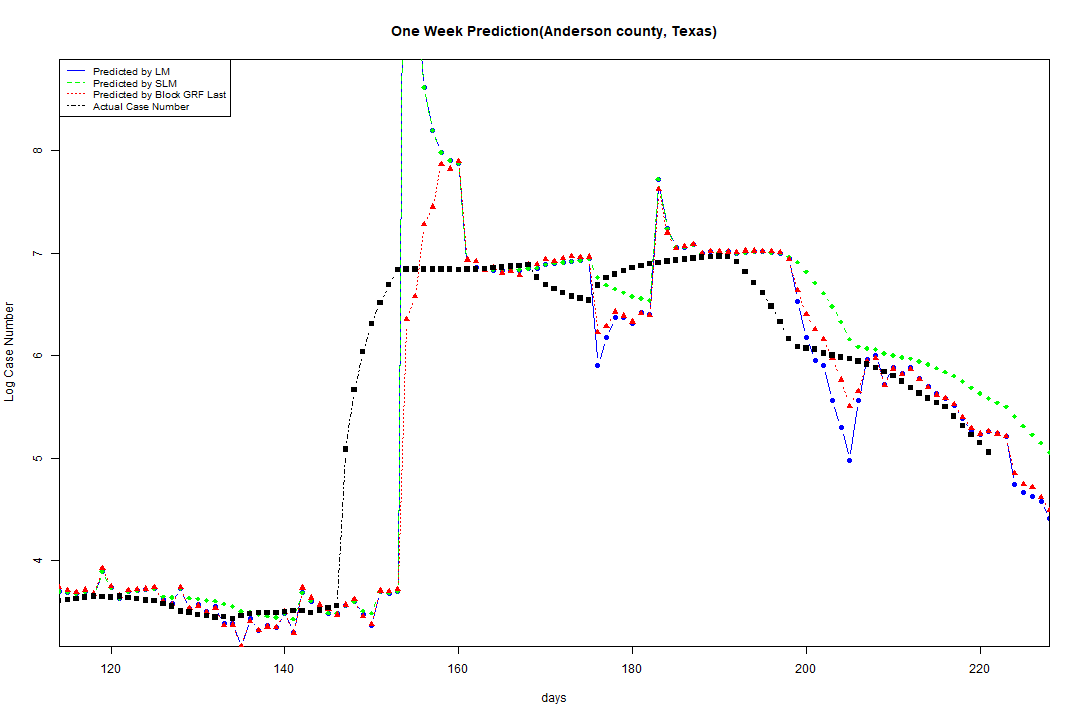 One Week Prediction(Anderson county, Texas)
Predicted by LM
Predicted by SLM
Predicted by Block GRF Last
Actual Case Number
8
7
6
5
4
Log Case Number
120 140 160 180 200 220
days